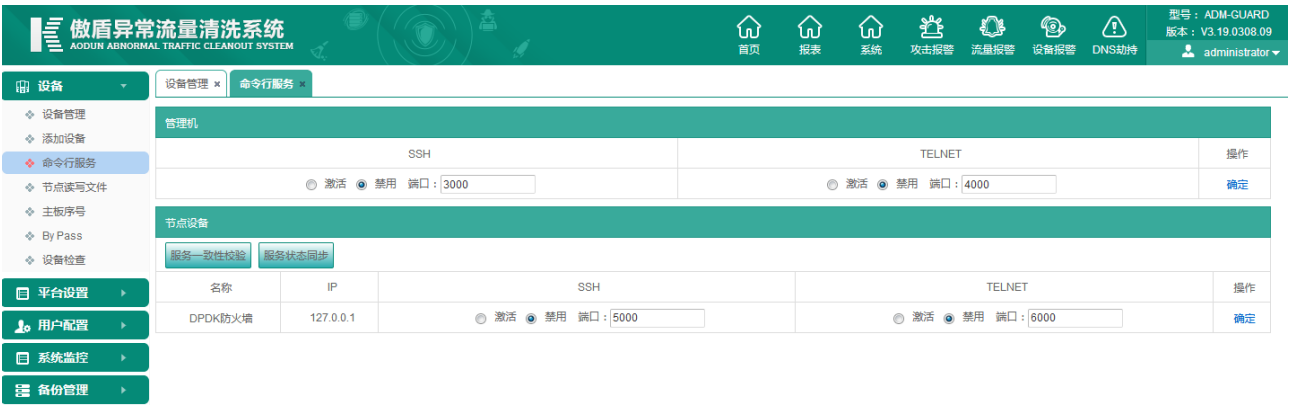 傲盾异常流量清洗系统
AODUN ABNORMAL TRAFFIC CLEANOUT SYSTEM
首页 报表 系统 攻击报警 流量报警 设备报警 DNS劫持
型号： ADM-GUARD
版本： V3.19.0308.09
administrator
设备
设备管理
添加设备
命令行服务
节点读写文件
主板序号
By Pass
设备检查
平台设置
用户配置
系统监控
备份管理
设备管理 × 命令行服务 ×
管理机
SSH TELNET 操作
激活 禁用 端口：3000 激活 禁用 端口：4000 确定
节点设备
服务一致性校验 服务状态同步
名称 IP SSH TELNET 操作
DPDK防火墙 127.0.0.1 激活 禁用 端口：5000 激活 禁用 端口：6000 确定